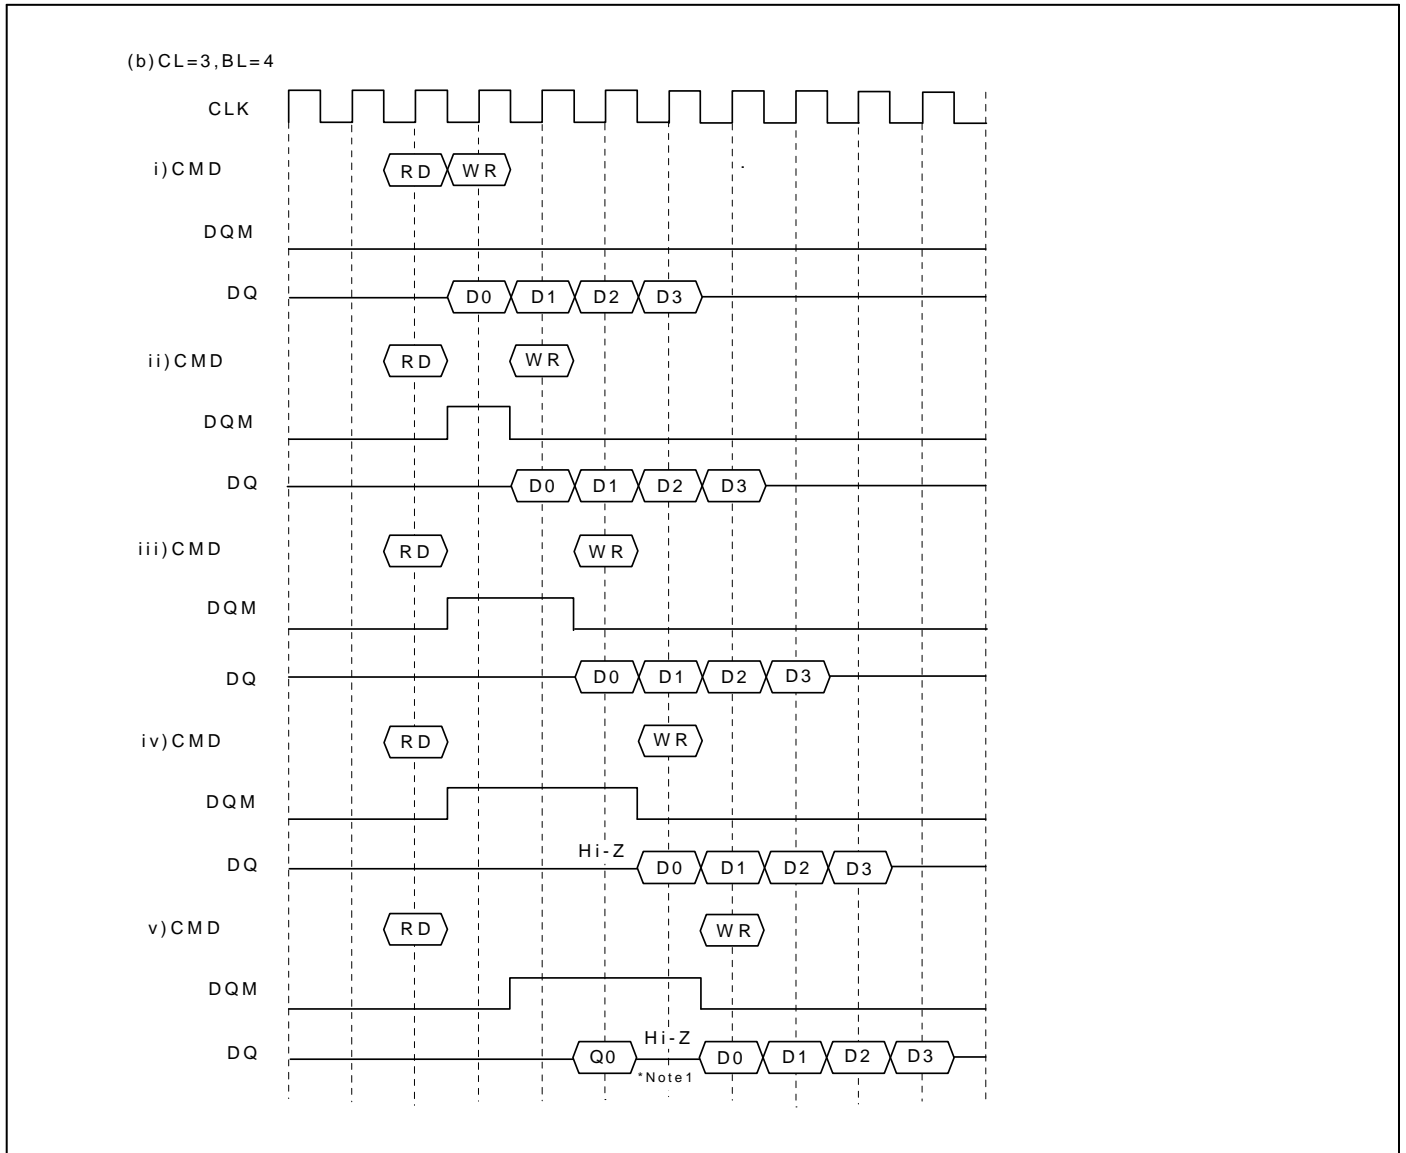 (b)CL=3,BL=4
CLK
i)CMD RD WR
DQM
DQ D0 D1 D2 D3
ii)CMD RD WR
DQM
DQ D0 D1 D2 D3
iii)CMD RD WR
DQM
DQ D0 D1 D2 D3
iv)CMD RD WR
DQM
Hi-Z
DQ D0 D1 D2 D3
v)CMD RD WR
DQM
Hi-Z
DQ Q0 D0 D1 D2 D3
*Note1